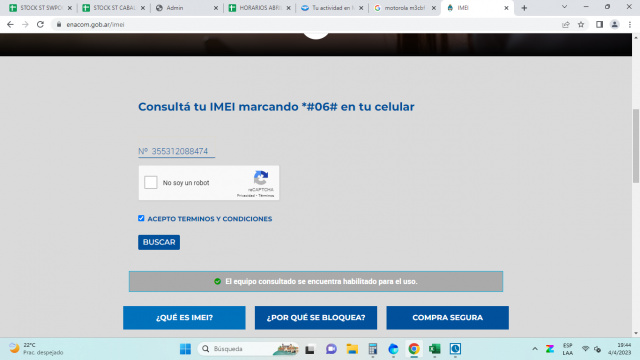 STOCK ST SWPO
STOCK ST CABAL
Admin
HORARIOS ABRI
Tu actividad en
motorola
IMEI
enacom.gob.ar/imei
Consultá tu IMEI marcando *#06# en tu celular
Nº 355312088474
No soy un robot
reCAPTCHA
Privacidad - Términos
ACEPTO TERMINOS Y CONDICIONES
BUSCAR
El equipo consultado se encuentra habilitado para el uso.
¿QUÉ ES IMEI?
¿POR QUÉ SE BLOQUEA?
COMPRA SEGURA
22°C
Prac. despejado
Búsqueda
ESP
LAA
19:44
4/4/2023